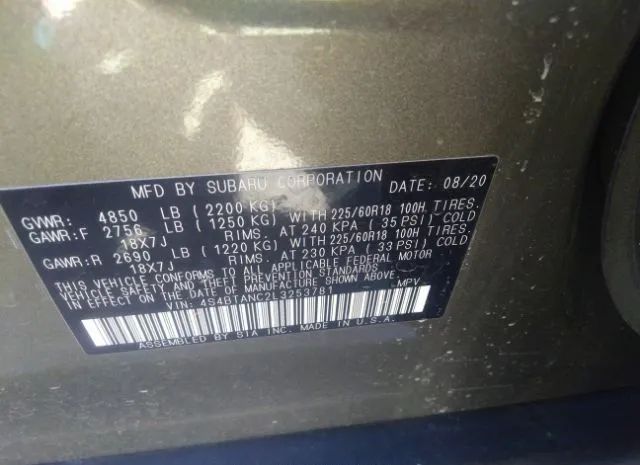 MFD BY SUBARU CORPORATION DATE: 08/20
GVWR: 4850 LB (2200 KG)
GAWR:F 2756 LB (1250 KG) WITH 225/60R18 100H TIRES.
18X7J RIMS. AT 240 KPA (35 PSI) COLD
GAWR:R 2690 LB (1220 KG) WITH 225/60R18 100H TIRES.
18X7J RIMS. AT 230 KPA (33 PSI) COLD
THIS VEHICLE CONFORMS TO ALL APPLICABLE FEDERAL MOTOR
VEHICLE SAFETY AND THEFT PREVENTION STANDARDS
IN EFFECT ON THE DATE OF MANUFACTURE SHOWN ABOVE.
VIN: 4S4BTANC2L3253781 MPV
ASSEMBLED BY SIA INC. MADE IN U.S.A.